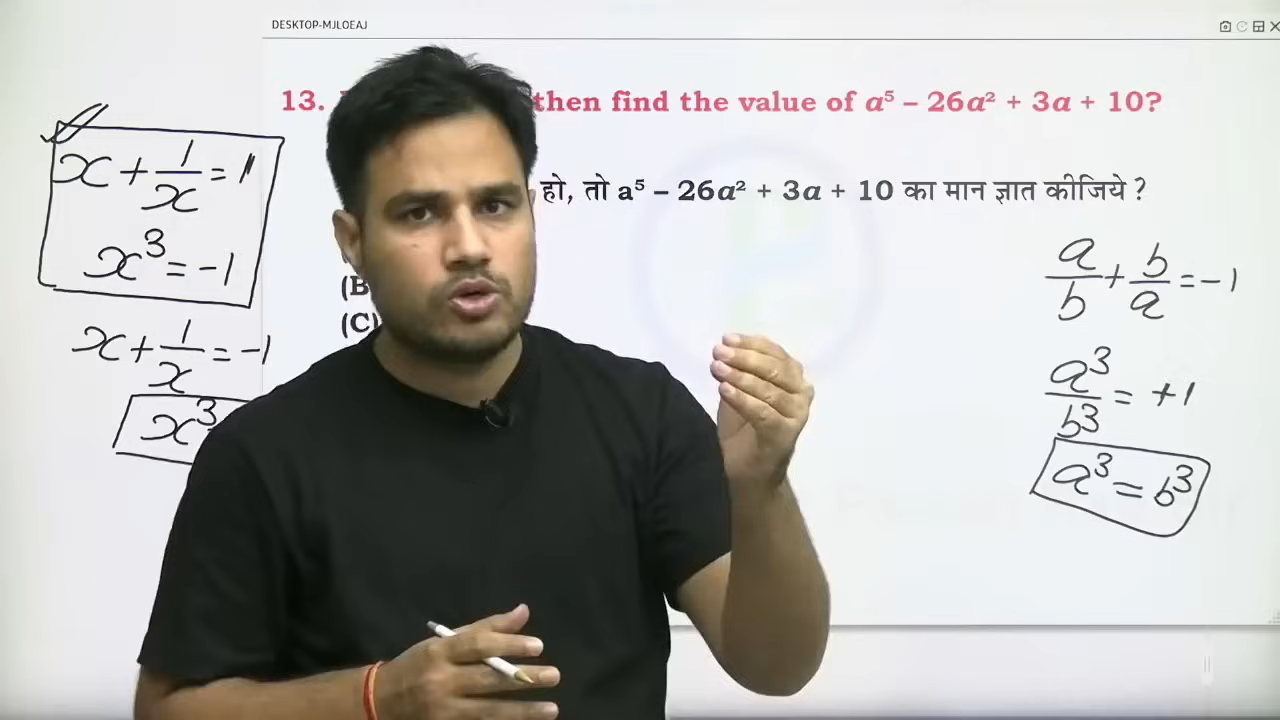 DESKTOP-MJLOEAJ
13. then find the value of a⁵ – 26a² + 3a + 10?
हो, तो a⁵ – 26a² + 3a + 10 का मान ज्ञात कीजिये ?
(B
(C)
x + 1/x = 1
x³ = -1
x + 1/x = -1
x³
a/b + b/a = -1
a³/b³ = +1
a³ = b³